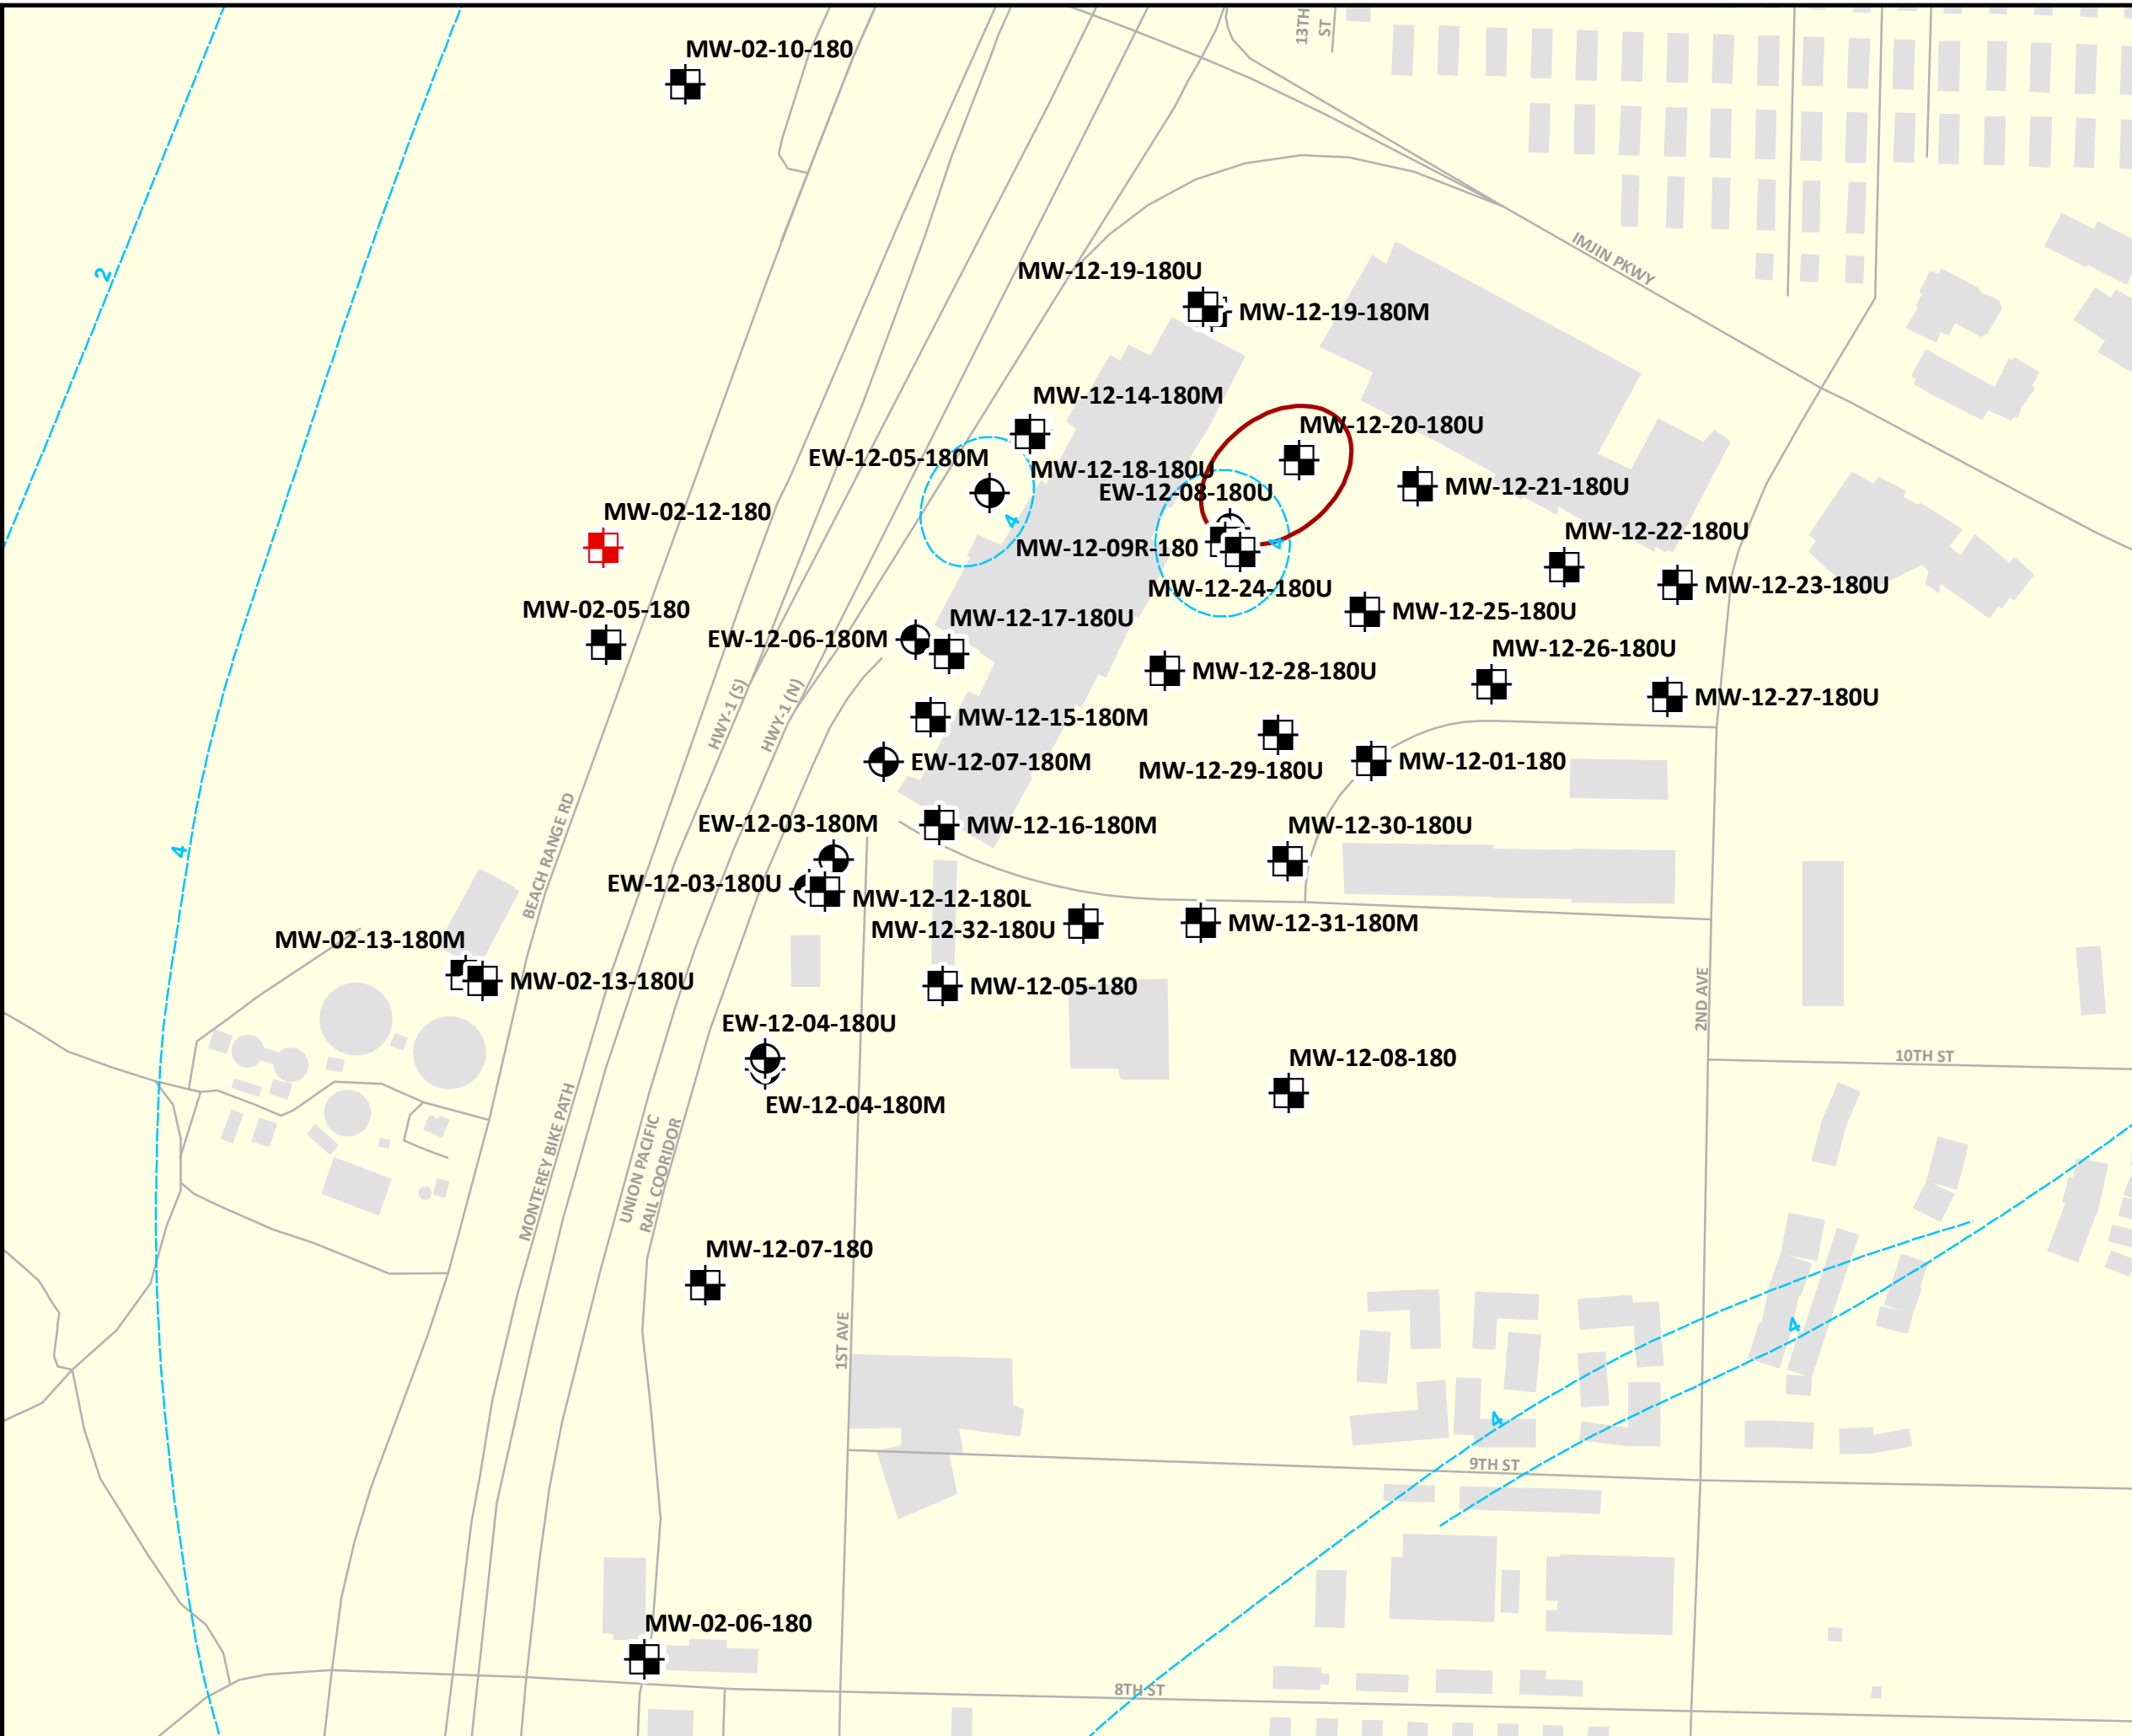 13TH
ST
MW-02-10-180
IMJIN PKWY
2
MW-12-19-180U
MW-12-19-180M
MW-12-14-180M
MW-12-20-180U
EW-12-05-180M
MW-12-18-180U
MW-12-21-180U
EW-12-08-180U
MW-02-12-180
4
MW-12-22-180U
MW-12-09R-180
4
MW-12-24-180U
MW-12-23-180U
MW-02-05-180
MW-12-25-180U
MW-12-17-180U
EW-12-06-180M
MW-12-26-180U
MW-12-28-180U
MW-12-27-180U
HWY-1 (S)
HWY-1 (N)
MW-12-15-180M
EW-12-07-180M
MW-12-29-180U
MW-12-01-180
EW-12-03-180M
MW-12-16-180M
MW-12-30-180U
4
BEACH RANGE RD
EW-12-03-180U
MW-12-12-180L
MW-12-32-180U
MW-12-31-180M
MW-02-13-180M
MW-02-13-180U
MW-12-05-180
2ND AVE
EW-12-04-180U
MW-12-08-180
10TH ST
EW-12-04-180M
MONTEREY BIKE PATH
UNION PACIFIC
RAIL COORIDOR
MW-12-07-180
1ST AVE
4
4
9TH ST
MW-02-06-180
8TH ST